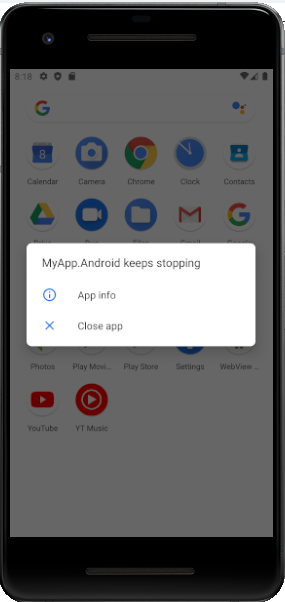 8:18
G
8
Calendar
Camera
Chrome
Clock
Contacts
MyApp.Android keeps stopping
App info
Close app
Photos
Play Movi...
Play Store
Settings
WebView ...
YouTube
YT Music